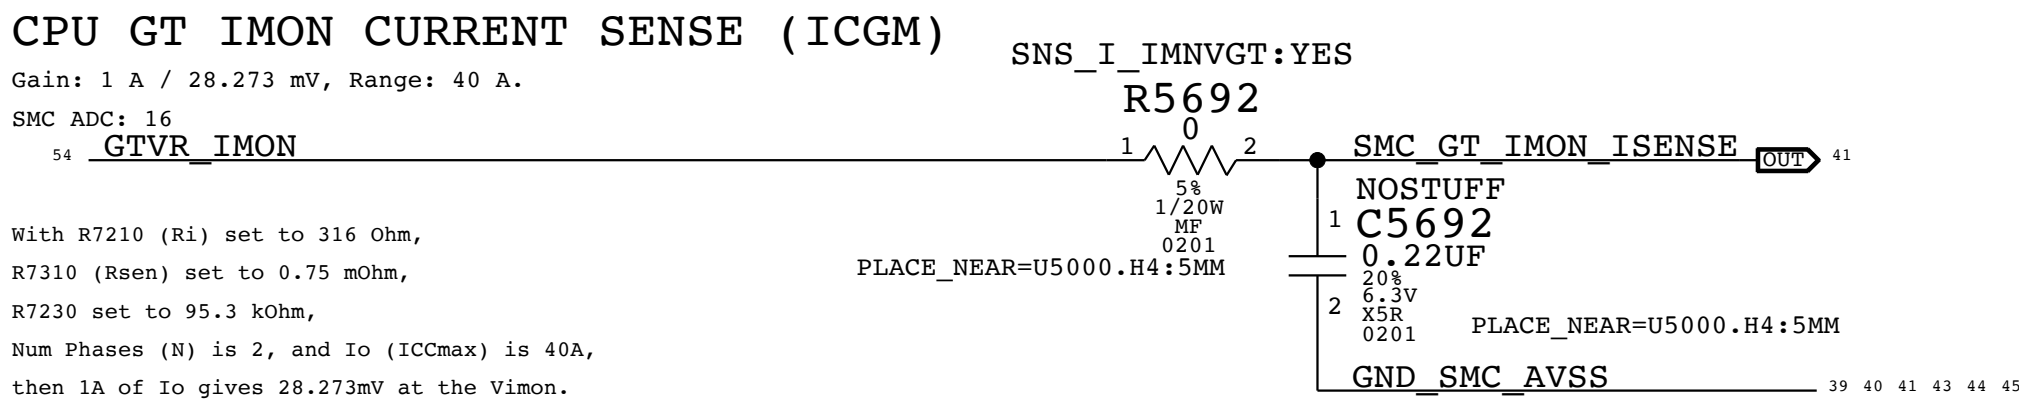 CPU GT IMON CURRENT SENSE (ICGM)
SNS_I_IMNVGT:YES
Gain: 1 A / 28.273 mV, Range: 40 A.
R5692
SMC ADC: 16
0
54 GTVR_IMON
1 2
SMC_GT_IMON_ISENSE OUT 41
5%
1/20W
MF
0201
PLACE_NEAR=U5000.H4:5MM
NOSTUFF
1 C5692
0.22UF
20%
6.3V
2 X5R
0201
PLACE_NEAR=U5000.H4:5MM
GND_SMC_AVSS 39 40 41 43 44 45
With R7210 (Ri) set to 316 Ohm,
R7310 (Rsen) set to 0.75 mOhm,
R7230 set to 95.3 kOhm,
Num Phases (N) is 2, and Io (ICCmax) is 40A,
then 1A of Io gives 28.273mV at the Vimon.